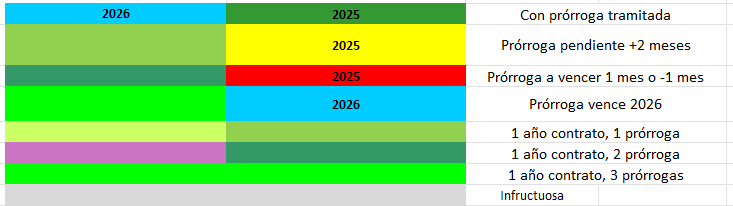 2026 2025 Con prórroga tramitada
2025 Prórroga pendiente +2 meses
2025 Prórroga a vencer 1 mes o -1 mes
2026 Prórroga vence 2026
1 año contrato, 1 prórroga
1 año contrato, 2 prórroga
1 año contrato, 3 prórrogas
Infructuosa